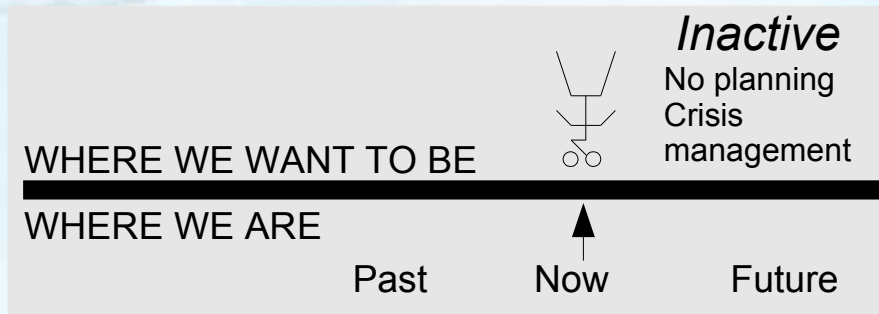 Inactive
No planning
Crisis
management
WHERE WE WANT TO BE
WHERE WE ARE
Past Now Future